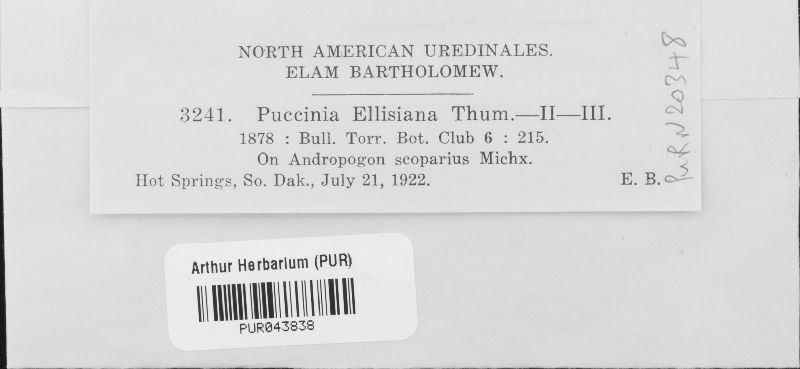 NORTH AMERICAN UREDINALES.
ELAM BARTHOLOMEW.
3241. Puccinia Ellisiana Thum.—II—III.
1878 : Bull. Torr. Bot. Club 6 : 215.
On Andropogon scoparius Michx.
Hot Springs, So. Dak., July 21, 1922. E. B.
PUR N20348
Arthur Herbarium (PUR)
PUR043838